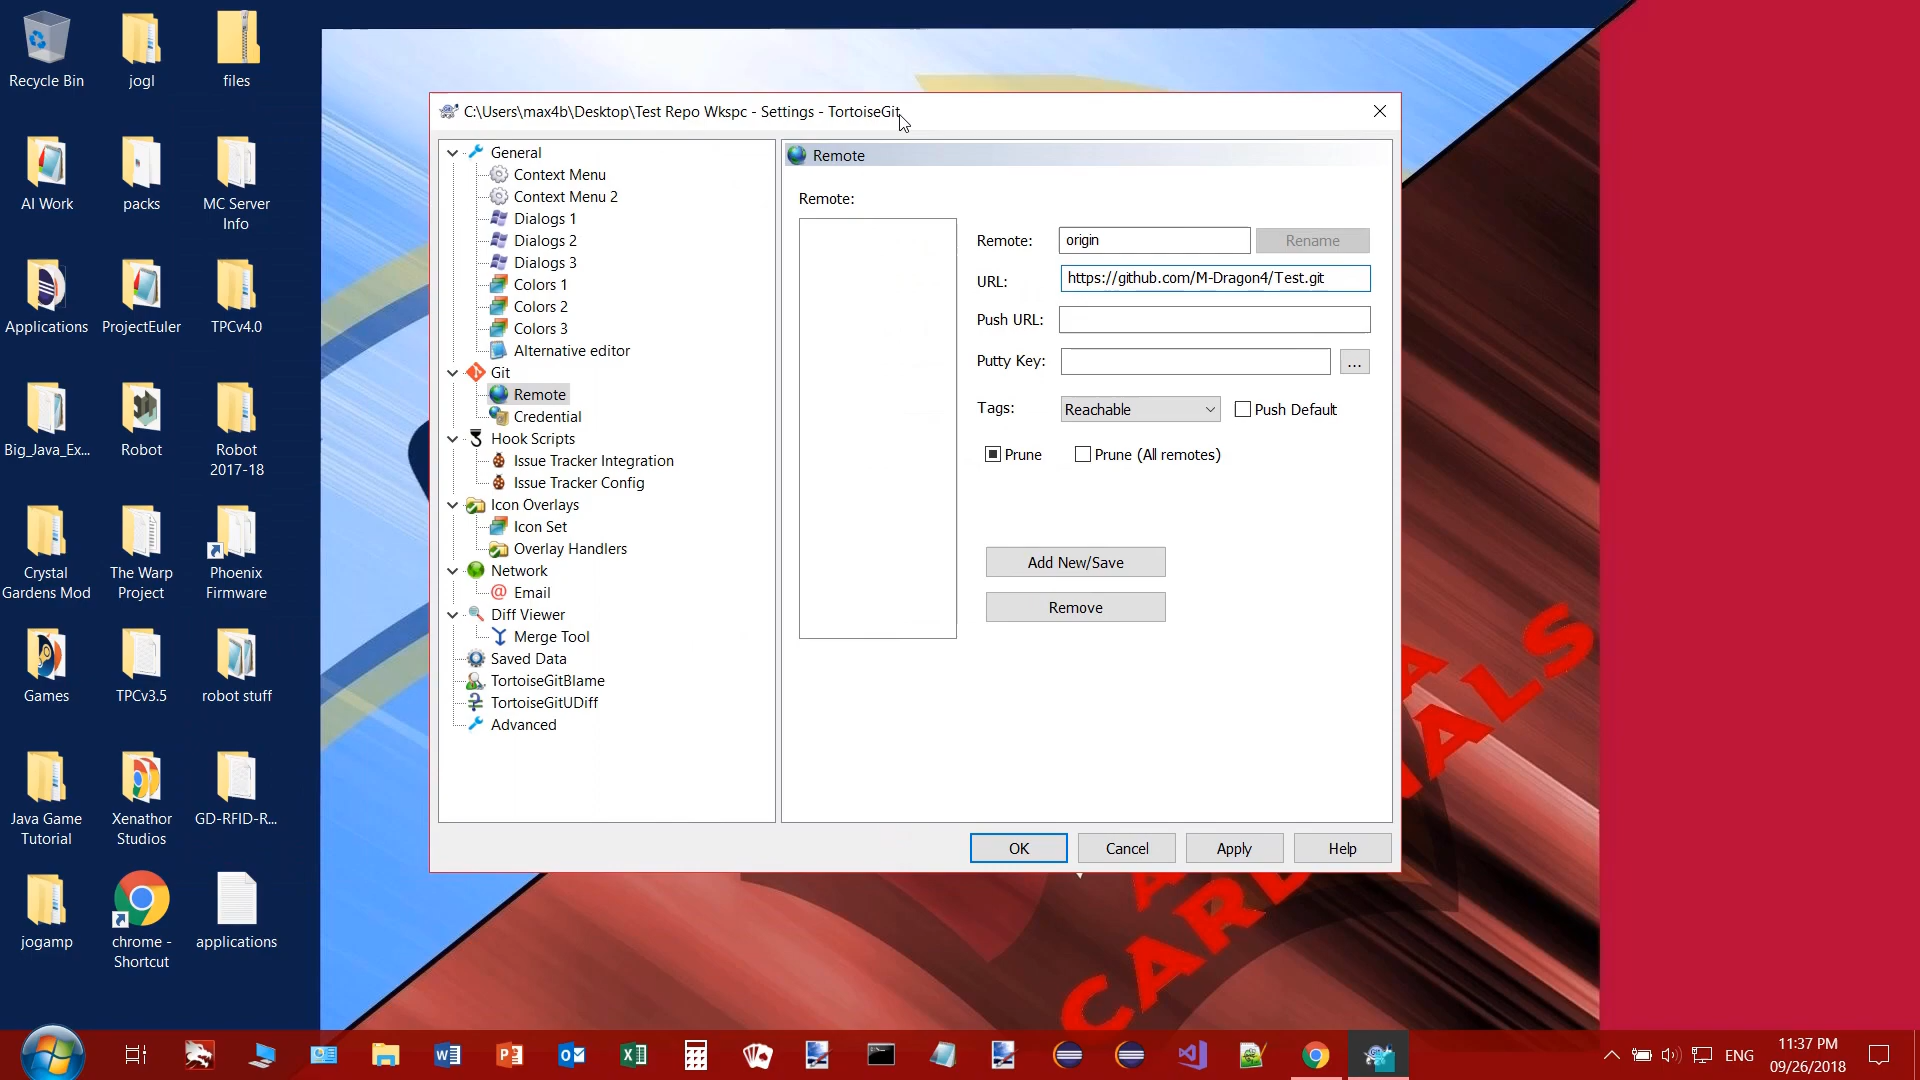 Recycle Bin
jogl
files
AI Work
packs
MC Server
Info
Applications
ProjectEuler
TPCv4.0
Big_Java_Ex...
Robot
Robot
2017-18
Crystal
Gardens Mod
The Warp
Project
Phoenix
Firmware
Games
TPCv3.5
robot stuff
Java Game
Tutorial
Xenathor
Studios
GD-RFID-R...
jogamp
chrome -
Shortcut
applications
C:\Users\max4b\Desktop\Test Repo Wkspc - Settings - TortoiseGit
General
Context Menu
Context Menu 2
Dialogs 1
Dialogs 2
Dialogs 3
Colors 1
Colors 2
Colors 3
Alternative editor
Git
Remote
Credential
Hook Scripts
Issue Tracker Integration
Issue Tracker Config
Icon Overlays
Icon Set
Overlay Handlers
Network
Email
Diff Viewer
Merge Tool
Saved Data
TortoiseGitBlame
TortoiseGitUDiff
Advanced
Remote
Remote:
Remote: origin Rename
URL: https://github.com/M-Dragon4/Test.git
Push URL:
Putty Key: ...
Tags: Reachable Push Default
Prune Prune (All remotes)
Add New/Save
Remove
OK Cancel Apply Help
CARDINALS
ENG
11:37 PM
09/26/2018